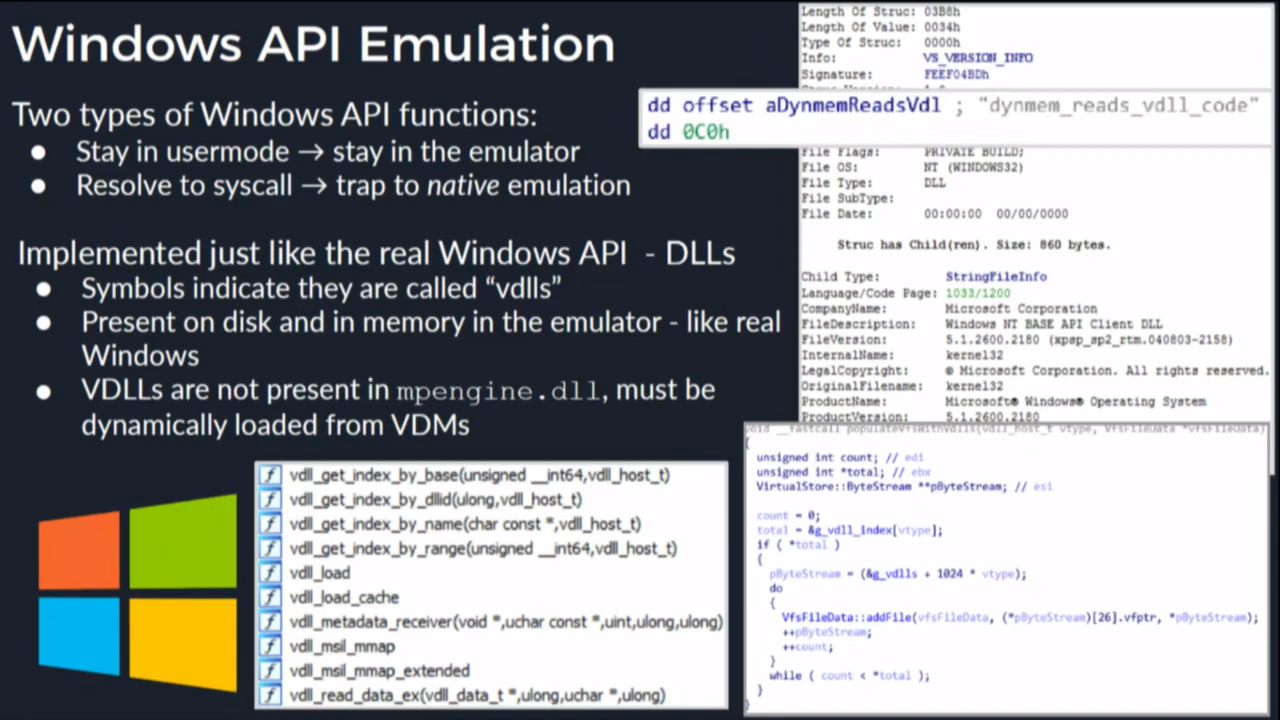 Windows API Emulation
Two types of Windows API functions:
● Stay in usermode → stay in the emulator
● Resolve to syscall → trap to native emulation
Implemented just like the real Windows API - DLLs
● Symbols indicate they are called “vdlls”
● Present on disk and in memory in the emulator - like real
Windows
● VDLLs are not present in mpengine.dll, must be
dynamically loaded from VDMs
Length Of Struc: 03B8h
Length Of Value: 0034h
Type Of Struc: 0000h
Info: VS_VERSION_INFO
Signature: FEEF04BDh
dd offset aDynmemReadsVdl ; "dynmem_reads_vdll_code"
dd 0C0h
File Flags: PRIVATE BUILD;
File OS: NT (WINDOWS32)
File Type: DLL
File SubType:
File Date: 00:00:00 00/00/0000
Struc has Child(ren). Size: 860 bytes.
Child Type: StringFileInfo
Language/Code Page: 1033/1200
CompanyName: Microsoft Corporation
FileDescription: Windows NT BASE API Client DLL
FileVersion: 5.1.2600.2180 (xpsp_sp2_rtm.040803-2158)
InternalName: kernel32
LegalCopyright: © Microsoft Corporation. All rights reserved.
OriginalFilename: kernel32
ProductName: Microsoft® Windows® Operating System
ProductVersion: 5.1.2600.2180
vdll_get_index_by_base(unsigned __int64,vdll_host_t)
vdll_get_index_by_dllid(ulong,vdll_host_t)
vdll_get_index_by_name(char const *,vdll_host_t)
vdll_get_index_by_range(unsigned __int64,vdll_host_t)
vdll_load
vdll_load_cache
vdll_metadata_receiver(void *,uchar const *,uint,ulong,ulong)
vdll_msil_mmap
vdll_msil_mmap_extended
vdll_read_data_ex(vdll_data_t *,ulong,uchar *,ulong)
void __fastcall populateVfsWithVdlls(vdll_host_t vtype, VfsFileData *vfsFileData)
{
unsigned int count; // edi
unsigned int *total; // ebx
VirtualStore::ByteStream **pByteStream; // esi
count = 0;
total = &g_vdll_index[vtype];
if ( *total )
{
pByteStream = (&g_vdlls + 1024 * vtype);
do
{
VfsFileData::addFile(vfsFileData, (*pByteStream)[26].vfptr, *pByteStream);
++pByteStream;
++count;
}
while ( count < *total );
}
}